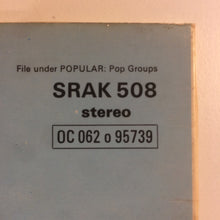 File under POPULAR: Pop Groups
SRAK 508
stereo
OC 062 o 95739